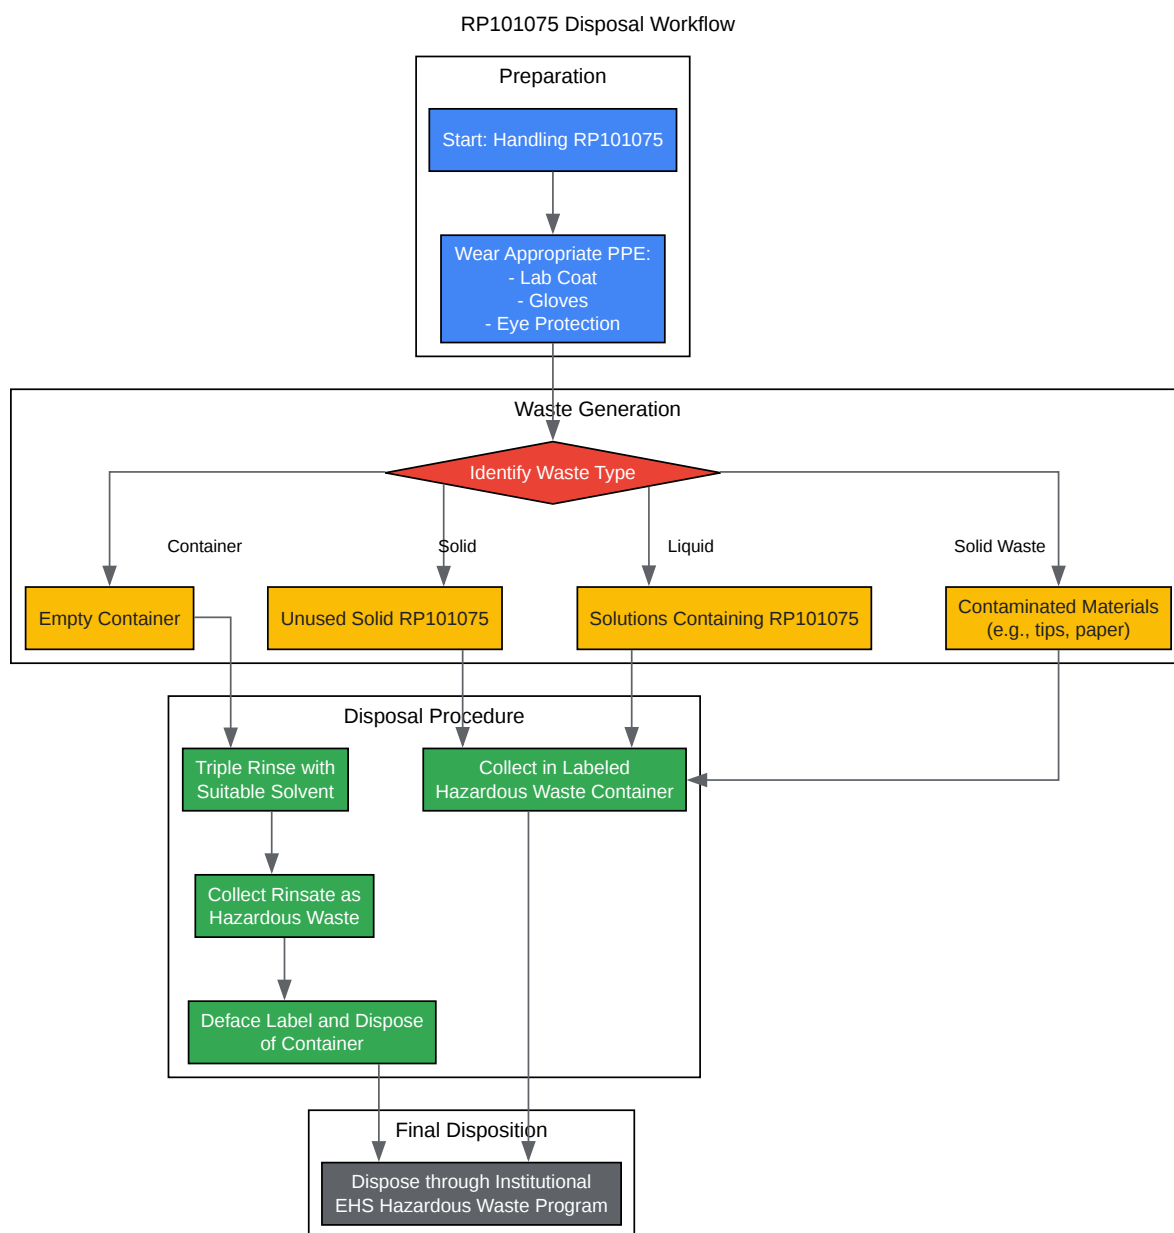 RP101075 Disposal Workflow
Preparation
Start: Handling RP101075
Wear Appropriate PPE:
- Lab Coat
- Gloves
- Eye Protection
Waste Generation
Identify Waste Type
Container
Solid
Liquid
Solid Waste
Empty Container
Unused Solid RP101075
Solutions Containing RP101075
Contaminated Materials
(e.g., tips, paper)
Disposal Procedure
Triple Rinse with
Suitable Solvent
Collect in Labeled
Hazardous Waste Container
Collect Rinsate as
Hazardous Waste
Deface Label and Dispose
of Container
Final Disposition
Dispose through Institutional
EHS Hazardous Waste Program